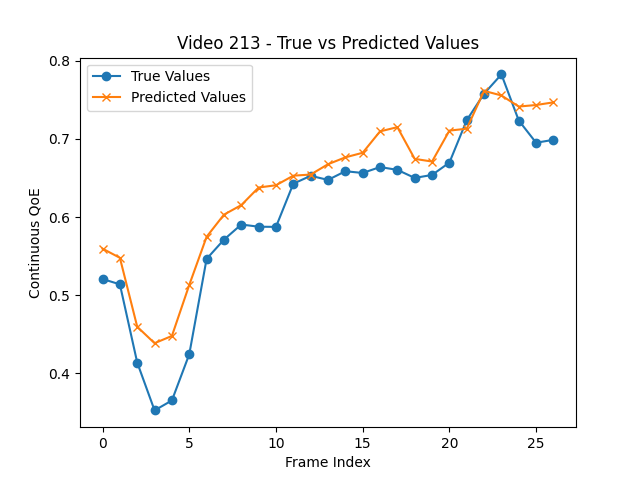 Video 213 - True vs Predicted Values
True Values
Predicted Values
Continuous QoE
0.8
0.7
0.6
0.5
0.4
0 5 10 15 20 25
Frame Index